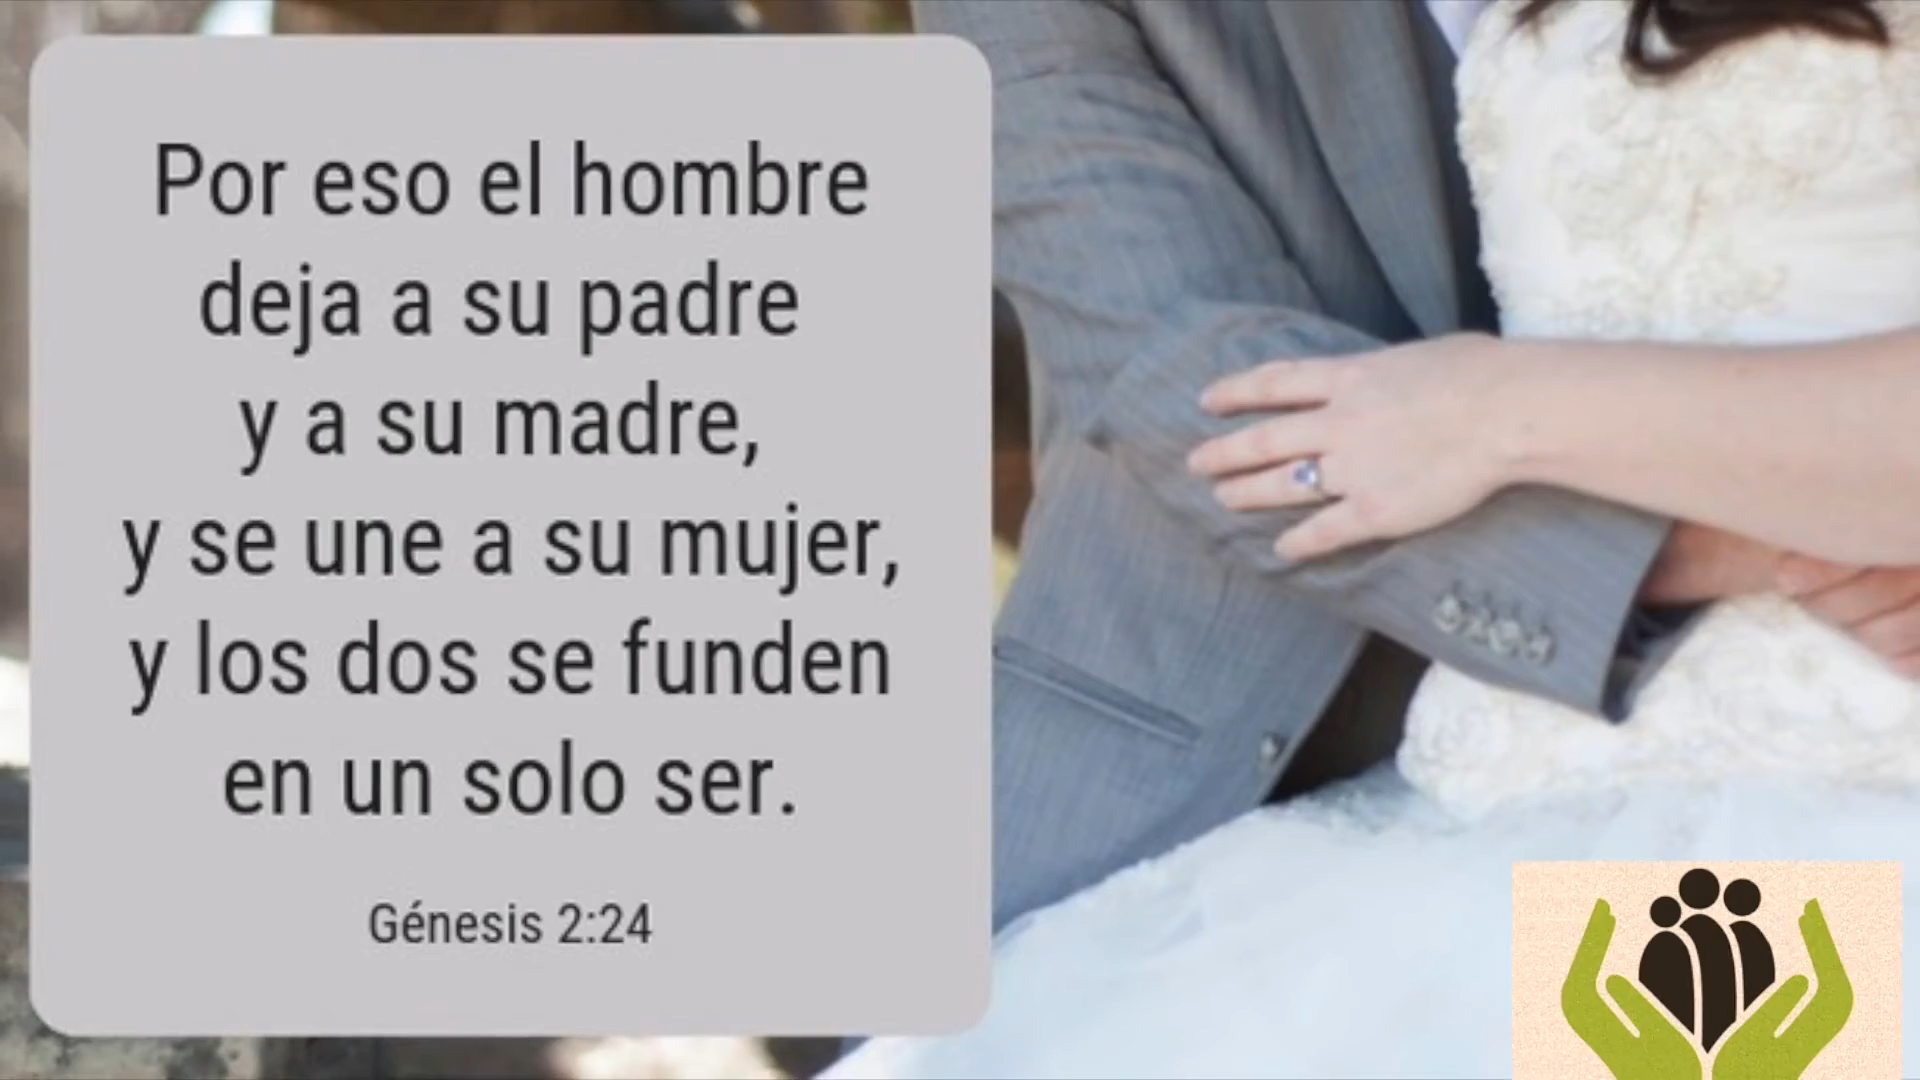 Por eso el hombre
deja a su padre
y a su madre,
y se une a su mujer,
y los dos se funden
en un solo ser.
Génesis 2:24